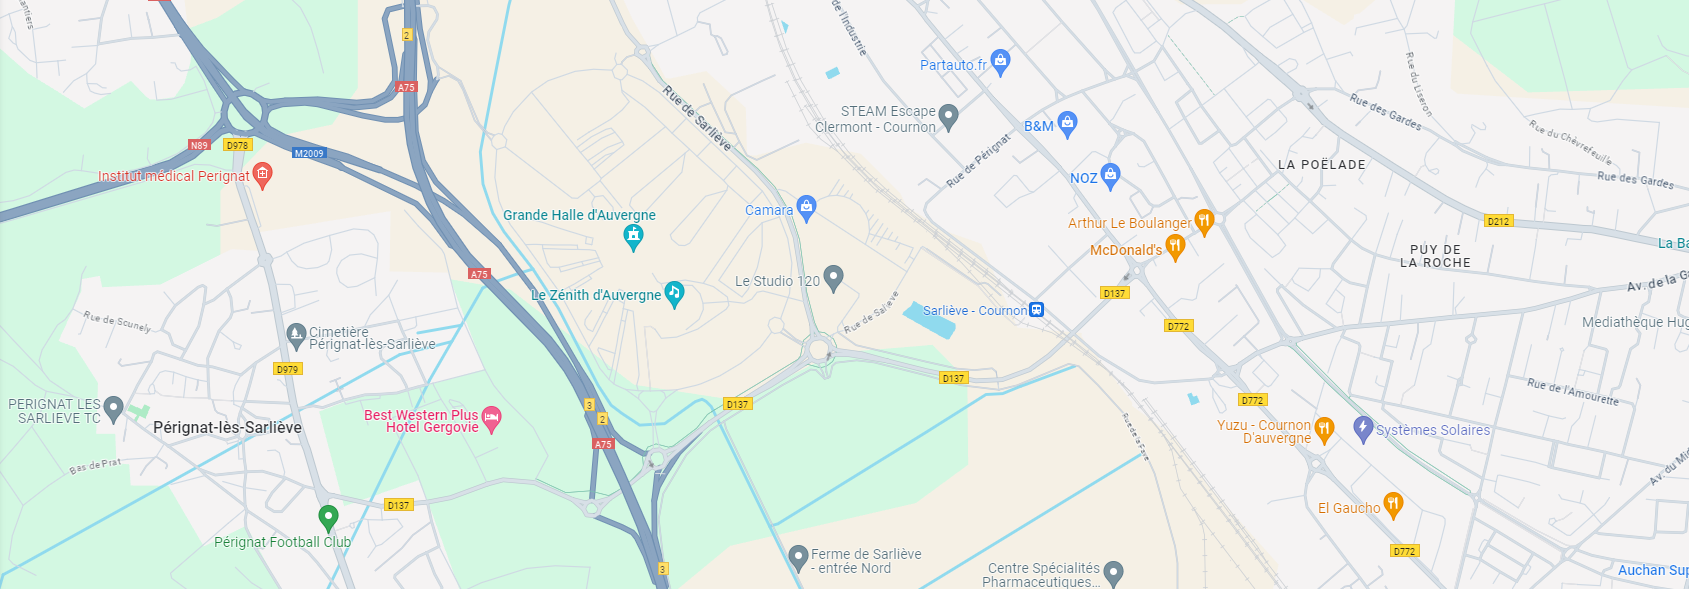 2
Rue de l'Industrie
Partauto.fr
Rue du Liseron
A75
Rue de Sarliève
STEAM Escape
Clermont - Cournon
B&M
Rue des Gardes
Rue du Chèvrefeuille
N89
D978
M2009
Rue de Pérignat
LA POËLADE
Institut médical Perignat
NOZ
Rue des Gardes
Camara
Grande Halle d'Auvergne
Arthur Le Boulanger
D212
McDonald's
PUY DE
LA ROCHE
La Ba
A75
Le Studio 120
Av. de la G
Le Zénith d'Auvergne
D137
Rue de Sarliève
Sarliève - Cournon
Rue de Scunely
Cimetière
Pérignat-lès-Sarliève
D772
Mediathèque Hug
D979
D137
Rue de l'Amourette
PERIGNAT LES
SARLIEVE TC
3
2
D137
D772
Best Western Plus
Hotel Gergovie
Pérignat-lès-Sarliève
A75
Yuzu - Cournon
D'auvergne
Systèmes Solaires
Bas de Prat
Av. du Mi
D137
El Gaucho
Pérignat Football Club
Ferme de Sarliève
- entrée Nord
D772
3
Centre Spécialités
Pharmaceutiques...
Auchan Sup